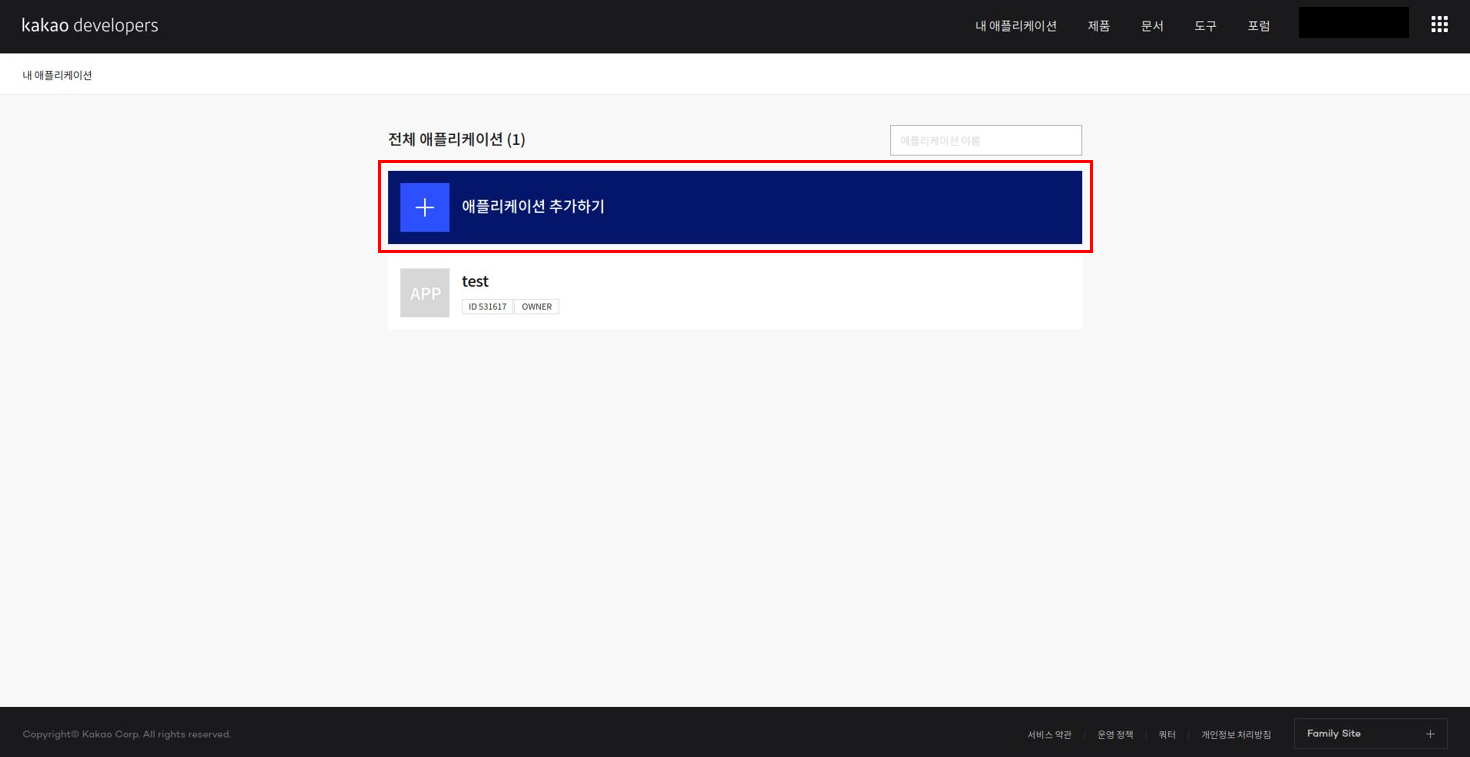 kakao developers
내 애플리케이션 제품 문서 도구 포럼
내 애플리케이션
전체 애플리케이션 (1)
애플리케이션 이름
애플리케이션 추가하기
APP
test
ID 531617 OWNER
Copyright© Kakao Corp. All rights reserved.
서비스 약관 운영 정책 쿼터 개인정보 처리방침 Family Site